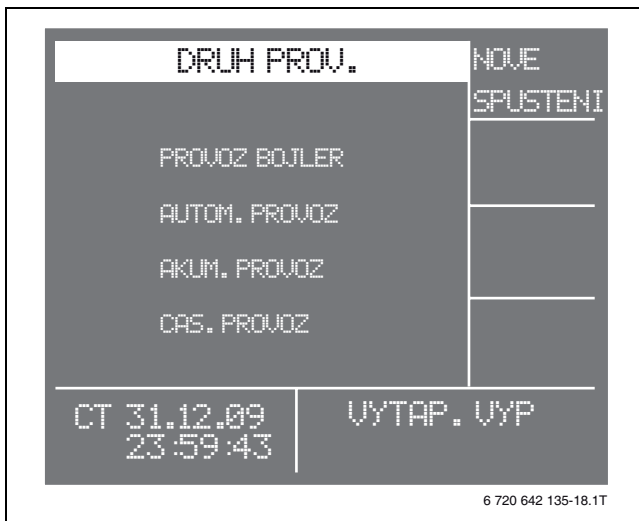 DRUH PROV.
NOVE
SPUSTENI
PROVOZ BOJLER
AUTOM. PROVOZ
AKUM. PROVOZ
CAS. PROVOZ
CT 31.12.09
23:59:43
VYTAP. VYP
6 720 642 135-18.1T